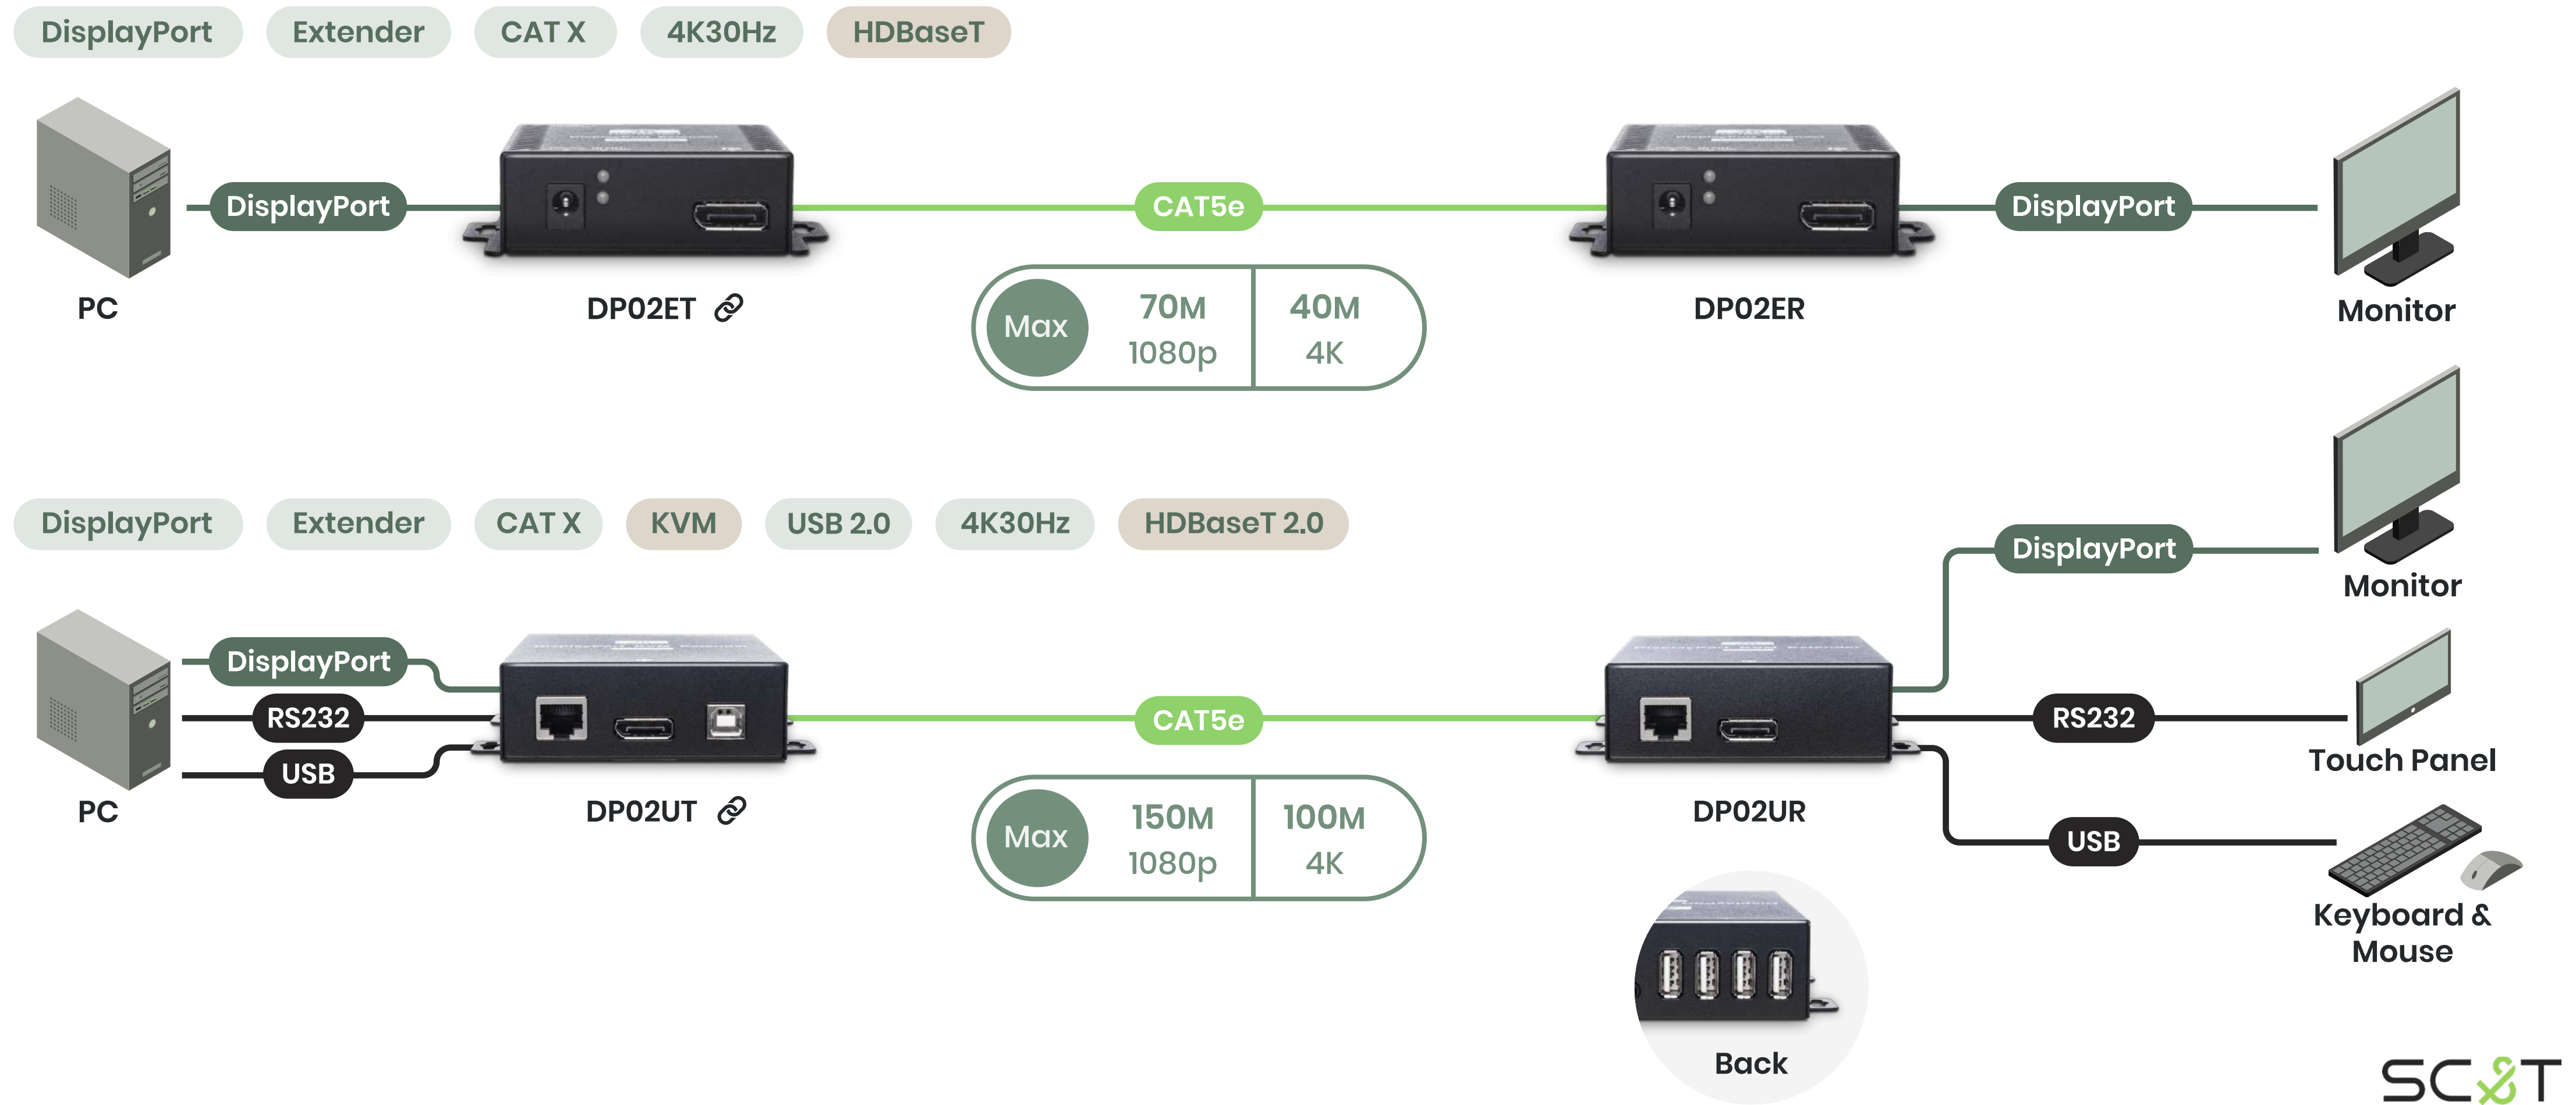 DisplayPort Extender CAT X 4K30Hz HDBaseT
DisplayPort
CAT5e
DisplayPort
PC
DP02ET
Max
70M
1080p
40M
4K
DP02ER
Monitor
DisplayPort Extender CAT X KVM USB 2.0 4K30Hz HDBaseT 2.0
DisplayPort
RS232
USB
PC
DP02UT
CAT5e
Max
150M
1080p
100M
4K
DP02UR
DisplayPort
Monitor
RS232
Touch Panel
USB
Keyboard &
Mouse
Back
SC&T